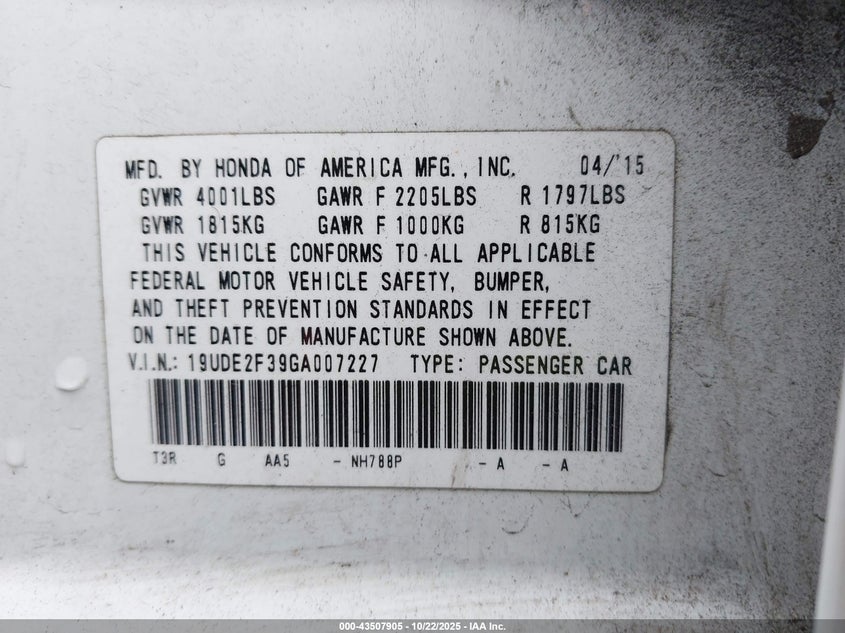 MFD. BY HONDA OF AMERICA MFG., INC. 04/'15
GVWR 4001LBS GAWR F 2205LBS R 1797LBS
GVWR 1815KG GAWR F 1000KG R 815KG
THIS VEHICLE CONFORMS TO ALL APPLICABLE
FEDERAL MOTOR VEHICLE SAFETY, BUMPER,
AND THEFT PREVENTION STANDARDS IN EFFECT
ON THE DATE OF MANUFACTURE SHOWN ABOVE.
V.I.N.: 19UDE2F39GA007227 TYPE: PASSENGER CAR
T3R G AA5 - NH788P - A - A
000-43507905 - 10/22/2025 - IAA Inc.